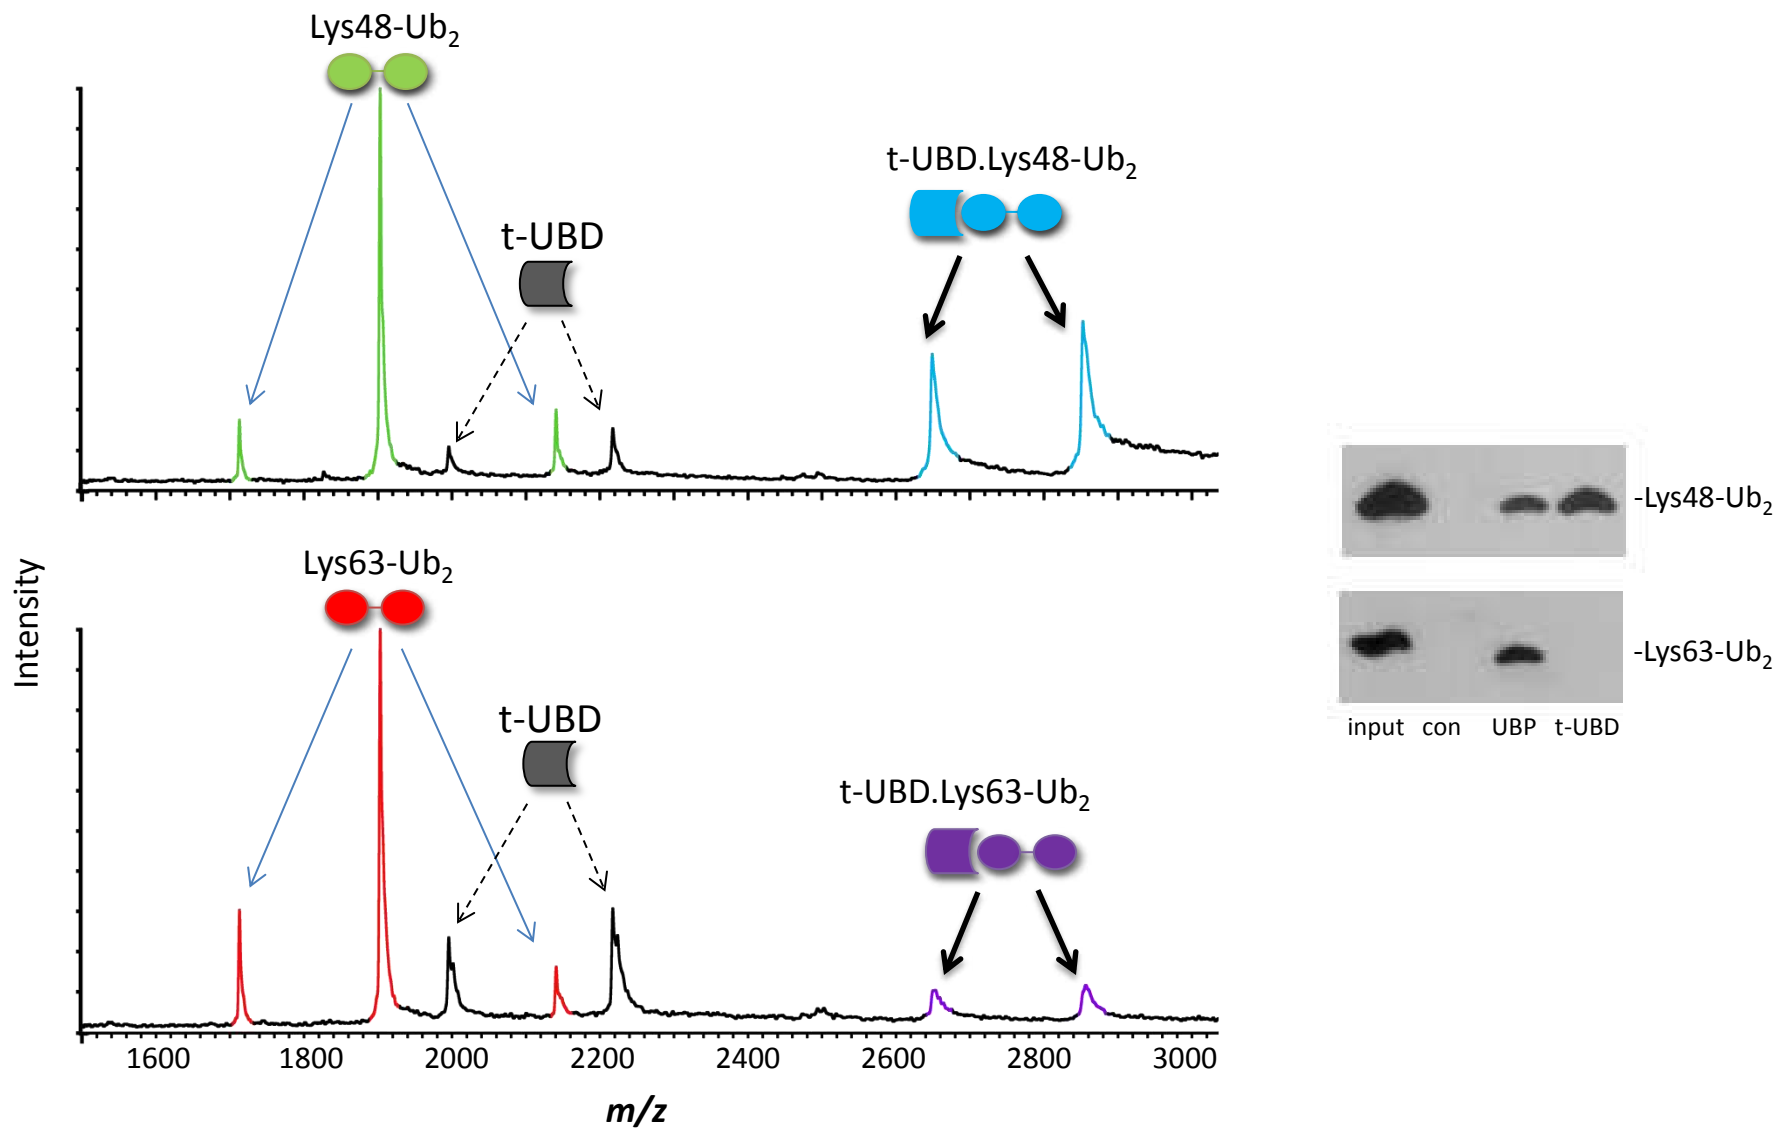 Lys48-Ub2
t-UBD.Lys48-Ub2
t-UBD
-Lys48-Ub2
Intensity
Lys63-Ub2
-Lys63-Ub2
t-UBD
input con UBP t-UBD
t-UBD.Lys63-Ub2
1600 1800 2000 2200 2400 2600 2800 3000
m/z